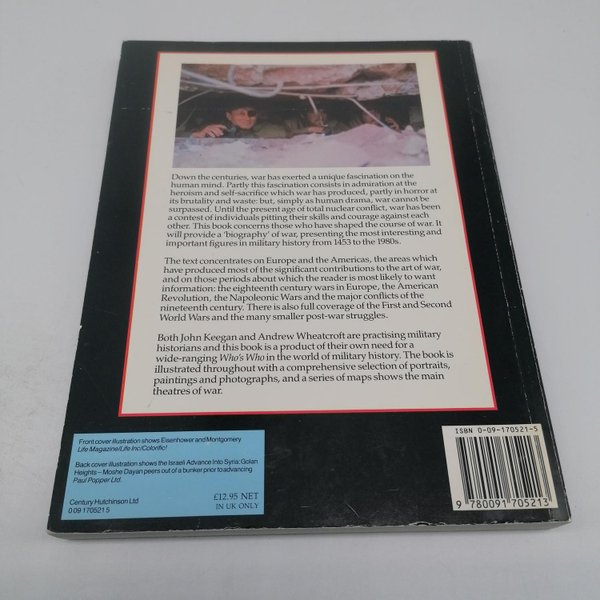 Down the centuries, war has exerted a unique fascination on the
human mind. Partly this fascination consists in admiration at the
heroism and self-sacrifice which war has produced, partly in horror at
its brutality and waste: but, simply as human drama, war cannot be
surpassed. Until the present age of total nuclear conflict, war has been
a contest of individuals pitting their skills and courage against each
other. This book concerns those who have shaped the course of war. It
will provide a 'biography' of war, presenting the most interesting and
important figures in military history from 1453 to the 1980s.
The text concentrates on Europe and the Americas, the areas which
have produced most of the significant contributions to the art of war,
and on those periods about which the reader is most likely to want
information: the eighteenth century wars in Europe, the American
Revolution, the Napoleonic Wars and the major conflicts of the
nineteenth century. There is also full coverage of the First and Second
World Wars and the many smaller post-war struggles.
Both John Keegan and Andrew Wheatcroft are practising military
historians and this book is a product of their own need for a
wide-ranging Who's Who in the world of military history. The book is
illustrated throughout with a comprehensive selection of portraits,
paintings and photographs, and a series of maps shows the main
theatres of war.
Front cover illustration shows Eisenhower and Montgomery
Life Magazine/Life Inc/Colorific!
Back cover illustration shows the Israeli Advance Into Syria: Golan
Heights – Moshe Dayan peers out of a bunker prior to advancing
Paul Popper Ltd.
Century Hutchinson Ltd
0 09 170521 5
£12.95 NET
IN UK ONLY
ISBN 0-09-170521-5
9 780091 705213